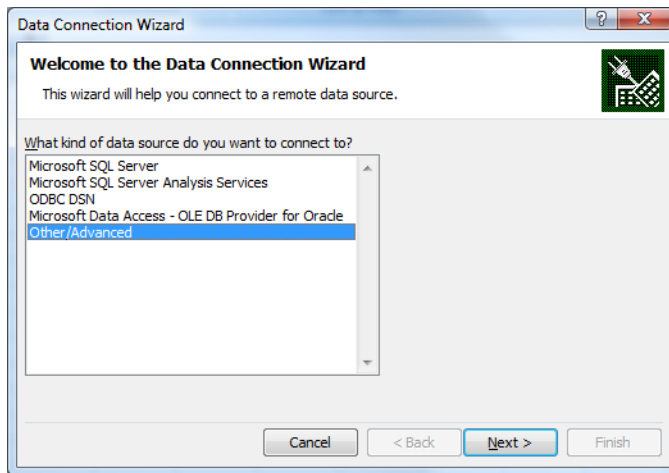 Data Connection Wizard
Welcome to the Data Connection Wizard
This wizard will help you connect to a remote data source.
What kind of data source do you want to connect to?
Microsoft SQL Server
Microsoft SQL Server Analysis Services
ODBC DSN
Microsoft Data Access - OLE DB Provider for Oracle
Other/Advanced
Cancel < Back Next > Finish